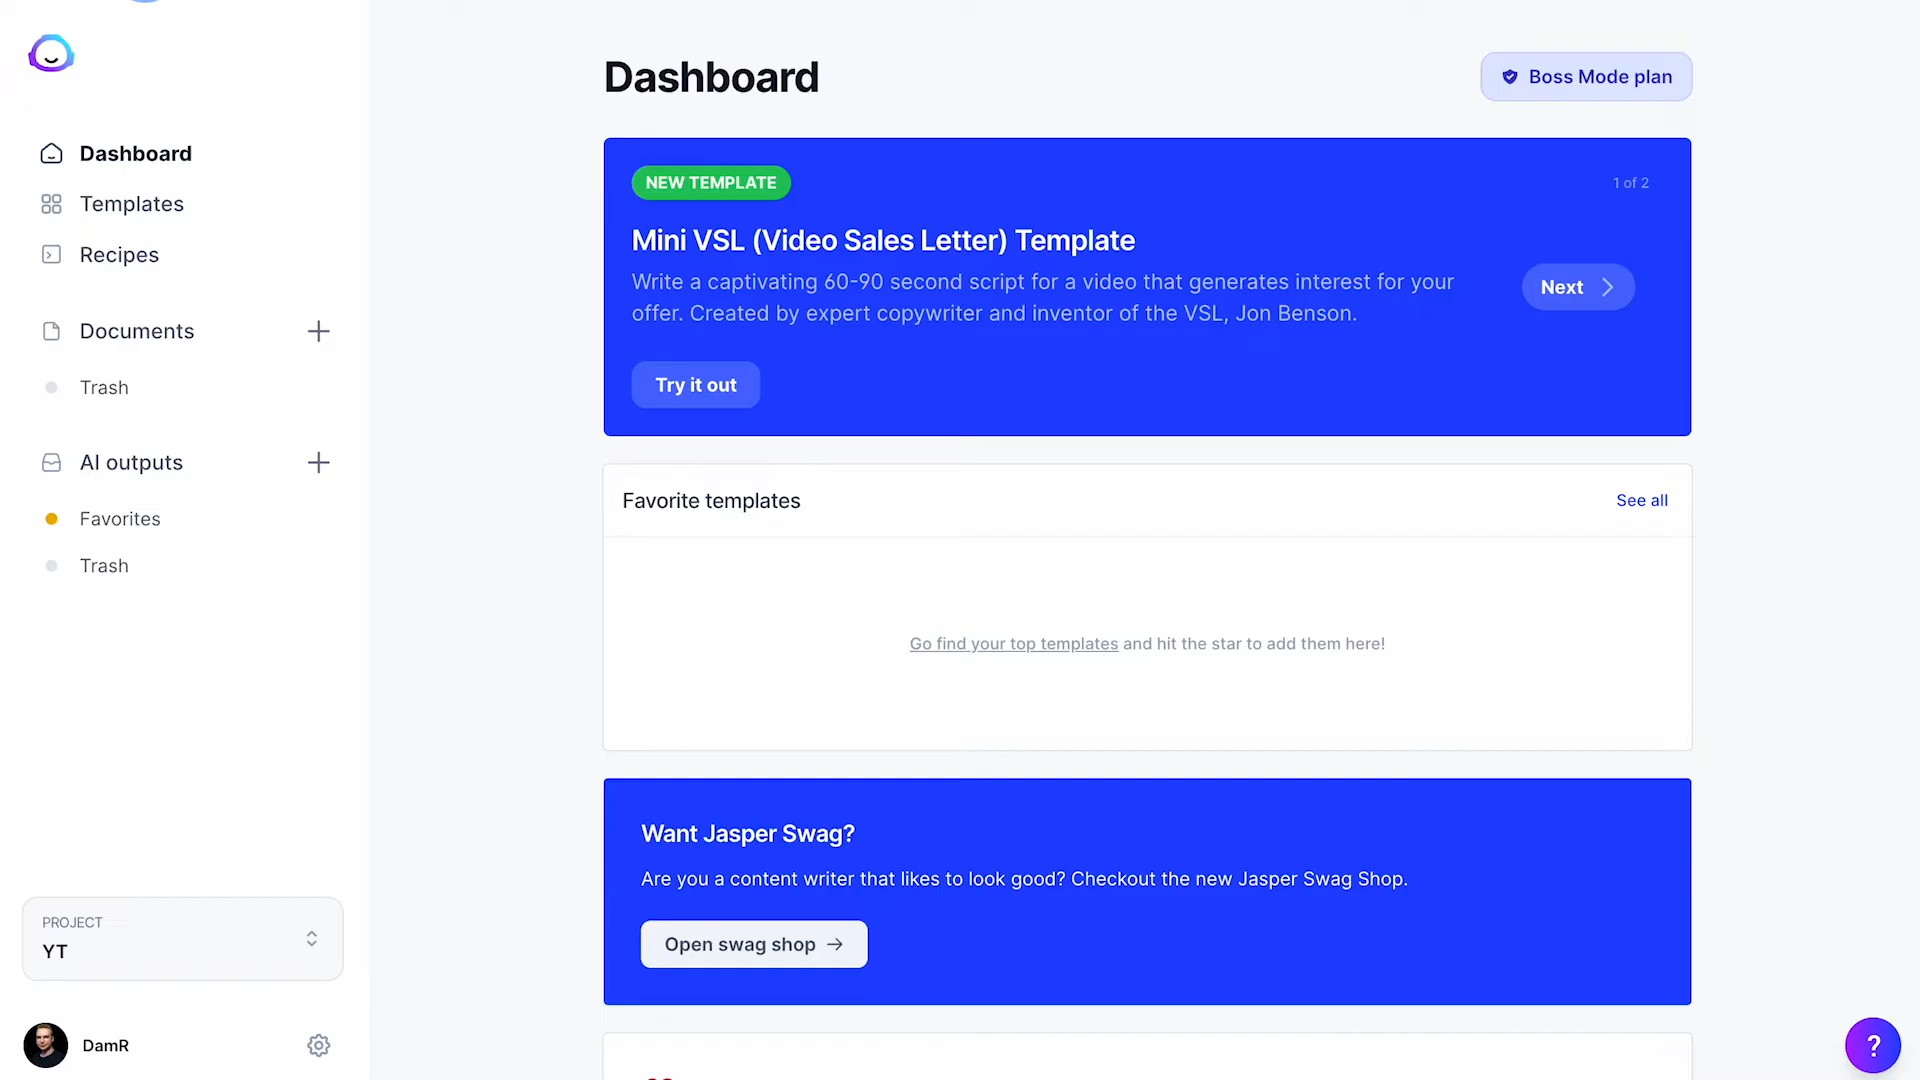 Dashboard
Templates
Recipes
Documents
Trash
AI outputs
Favorites
Trash
PROJECT
YT
DamR
Dashboard
Boss Mode plan
NEW TEMPLATE
1 of 2
Mini VSL (Video Sales Letter) Template
Write a captivating 60-90 second script for a video that generates interest for your
offer. Created by expert copywriter and inventor of the VSL, Jon Benson.
Next
Try it out
Favorite templates
See all
Go find your top templates and hit the star to add them here!
Want Jasper Swag?
Are you a content writer that likes to look good? Checkout the new Jasper Swag Shop.
Open swag shop →
?